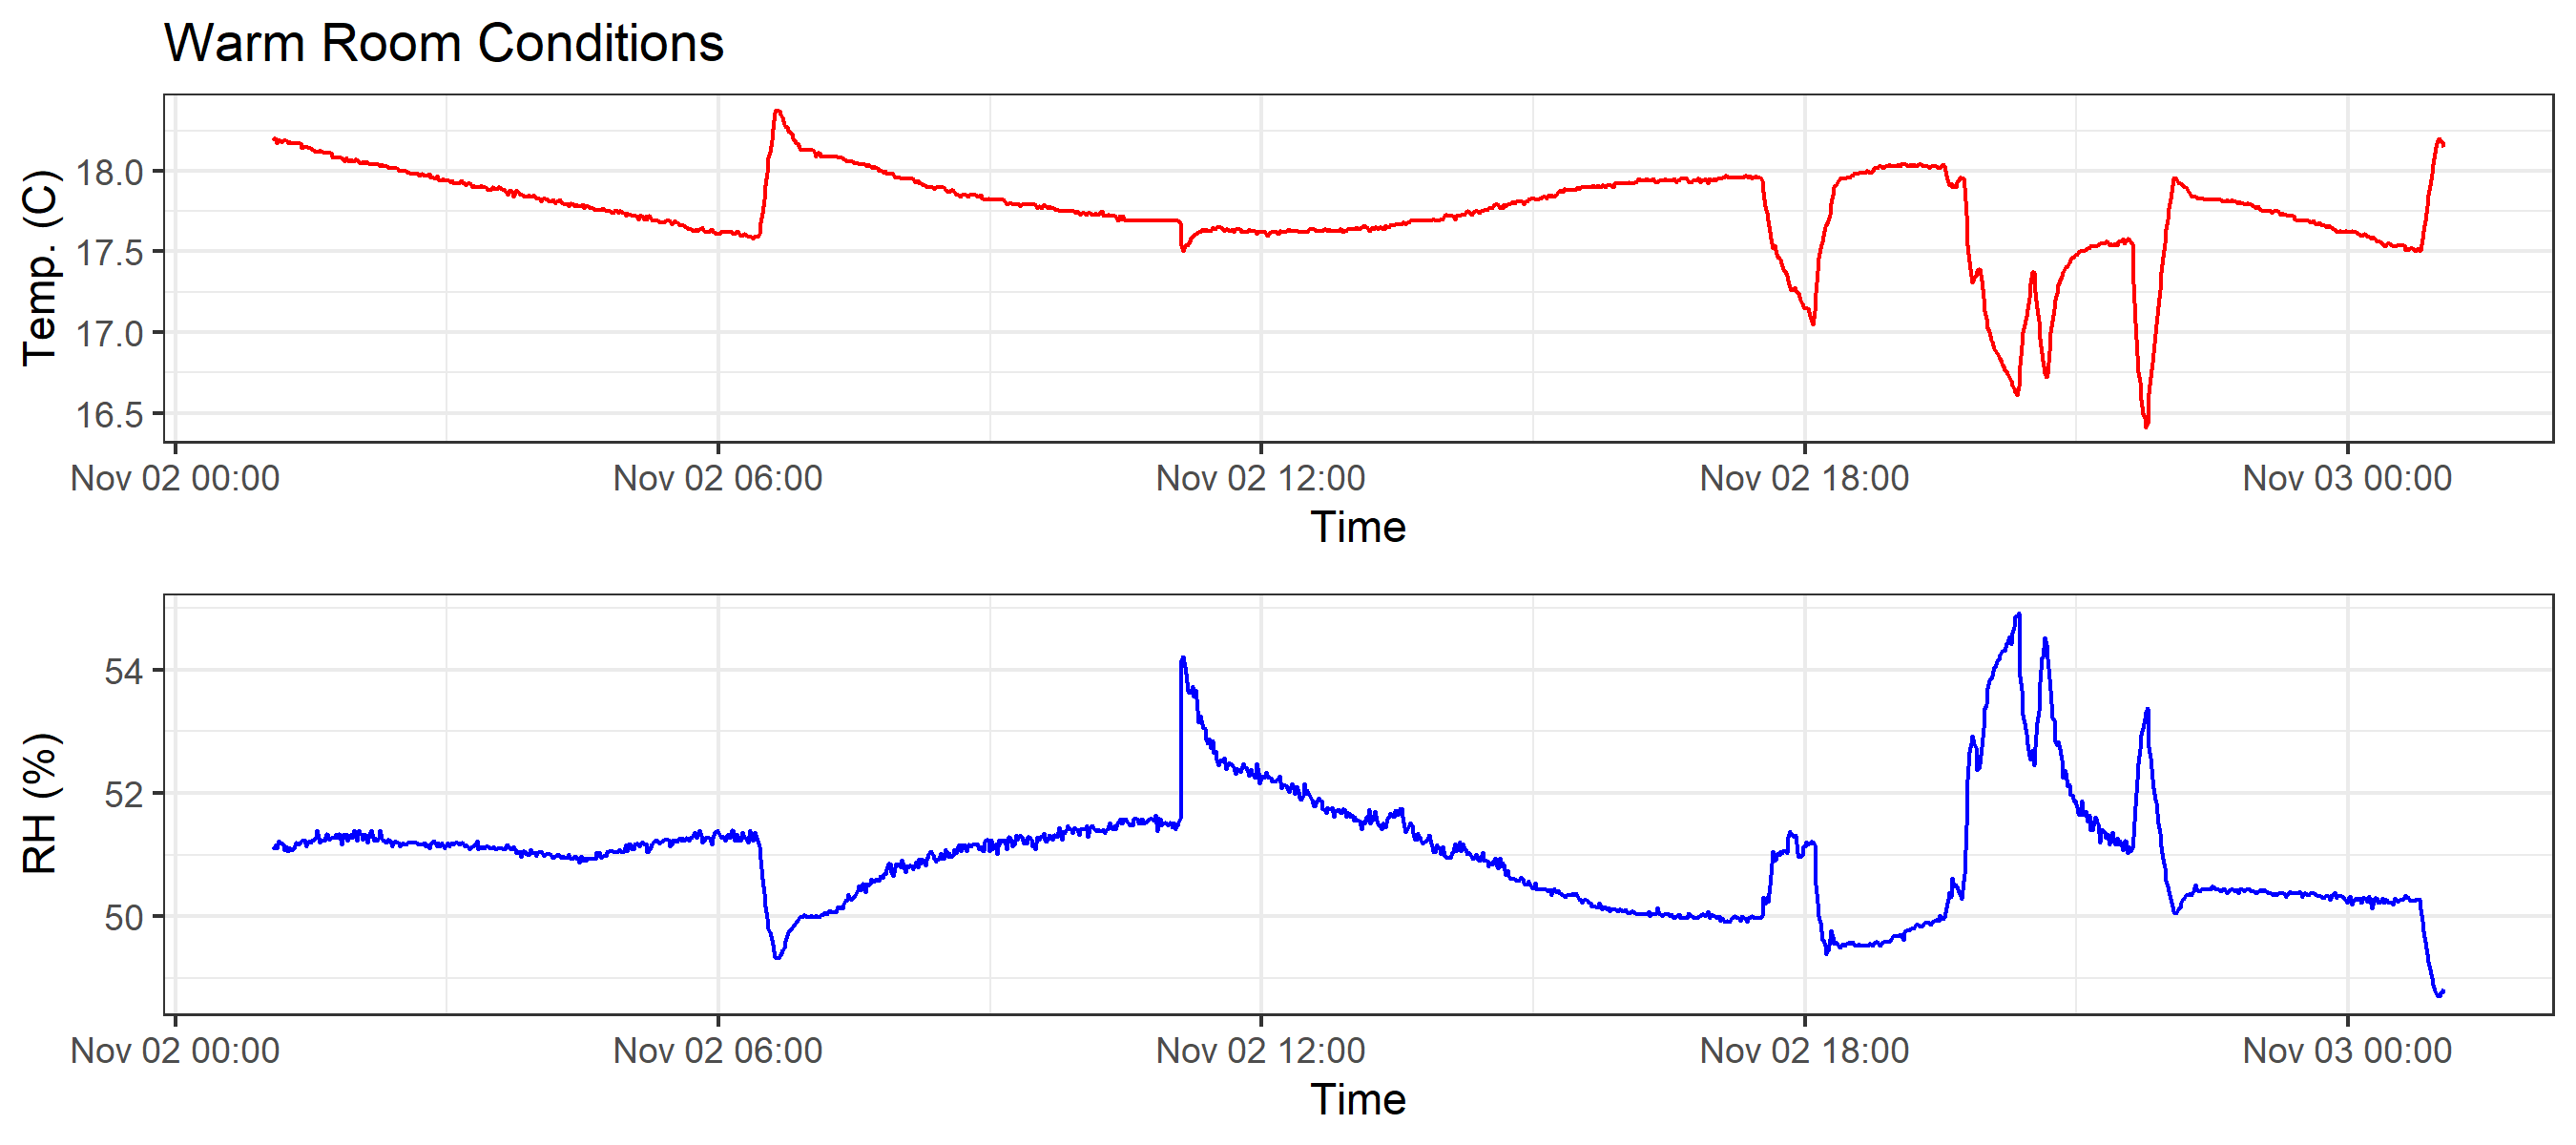 Warm Room Conditions
Temp. (C)
18.0
17.5
17.0
16.5
Nov 02 00:00 Nov 02 06:00 Nov 02 12:00 Nov 02 18:00 Nov 03 00:00
Time
RH (%)
54
52
50
Nov 02 00:00 Nov 02 06:00 Nov 02 12:00 Nov 02 18:00 Nov 03 00:00
Time